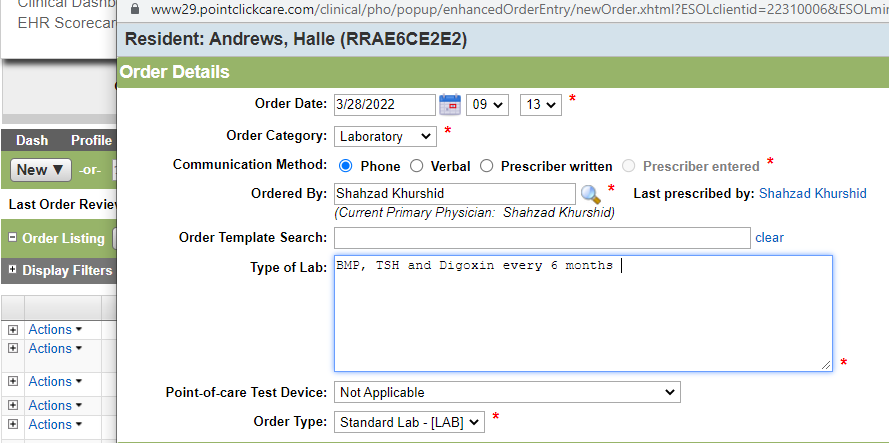 Clinical Dashb
EHR Scorecar
www29.pointclickcare.com/clinical/pho/popup/enhancedOrderEntry/newOrder.xhtml?ESOLclientid=22310006&ESOLmin
Resident: Andrews, Halle (RRAE6CE2E2)
Order Details
Order Date: 3/28/2022 09 13 *
Order Category: Laboratory *
Communication Method: Phone Verbal Prescriber written Prescriber entered *
Ordered By: Shahzad Khurshid * Last prescribed by: Shahzad Khurshid
(Current Primary Physician: Shahzad Khurshid)
Order Template Search: clear
Type of Lab: BMP, TSH and Digoxin every 6 months
*
Point-of-care Test Device: Not Applicable
Order Type: Standard Lab - [LAB] *
Dash Profile
New ▼ -or-
Last Order Review
Order Listing
Display Filters
Actions
Actions
Actions
Actions
Actions